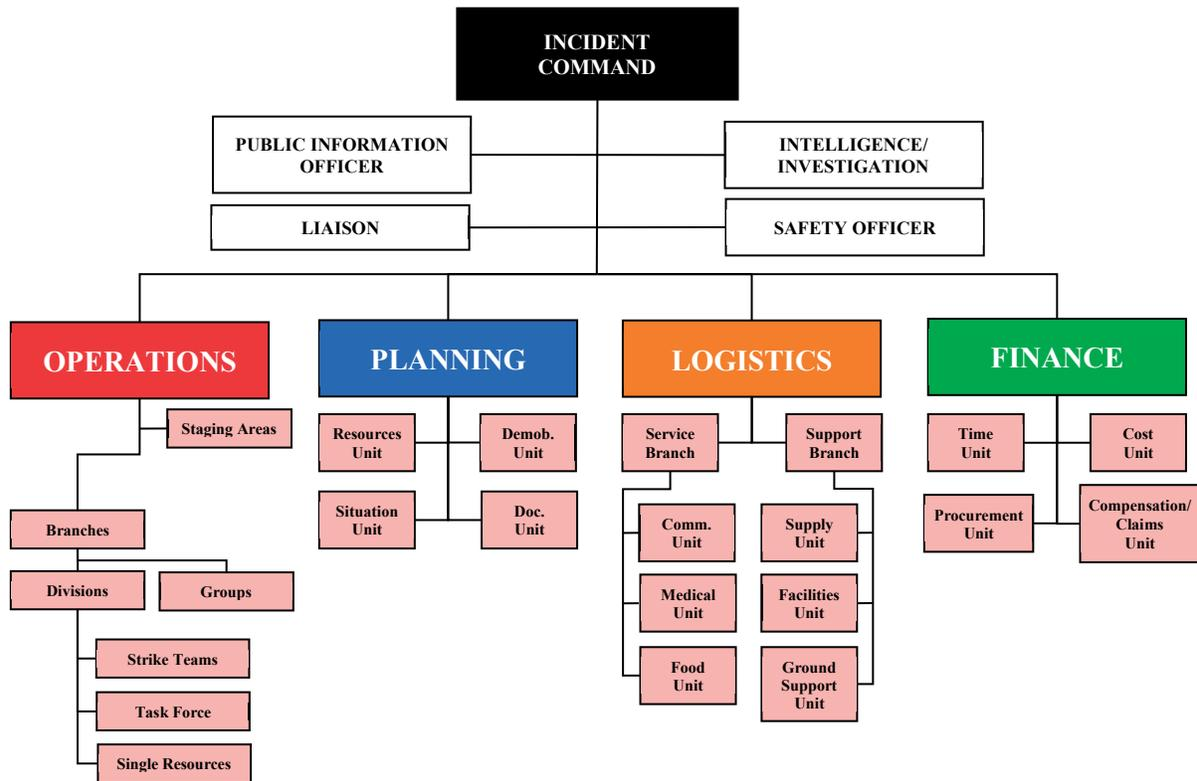 INCIDENT
COMMAND
PUBLIC INFORMATION
OFFICER
INTELLIGENCE/
INVESTIGATION
LIAISON
SAFETY OFFICER
OPERATIONS
PLANNING
LOGISTICS
FINANCE
Staging Areas
Branches
Divisions
Groups
Strike Teams
Task Force
Single Resources
Resources
Unit
Demob.
Unit
Situation
Unit
Doc.
Unit
Service
Branch
Support
Branch
Comm.
Unit
Medical
Unit
Food
Unit
Supply
Unit
Facilities
Unit
Ground
Support
Unit
Time
Unit
Cost
Unit
Procurement
Unit
Compensation/
Claims
Unit